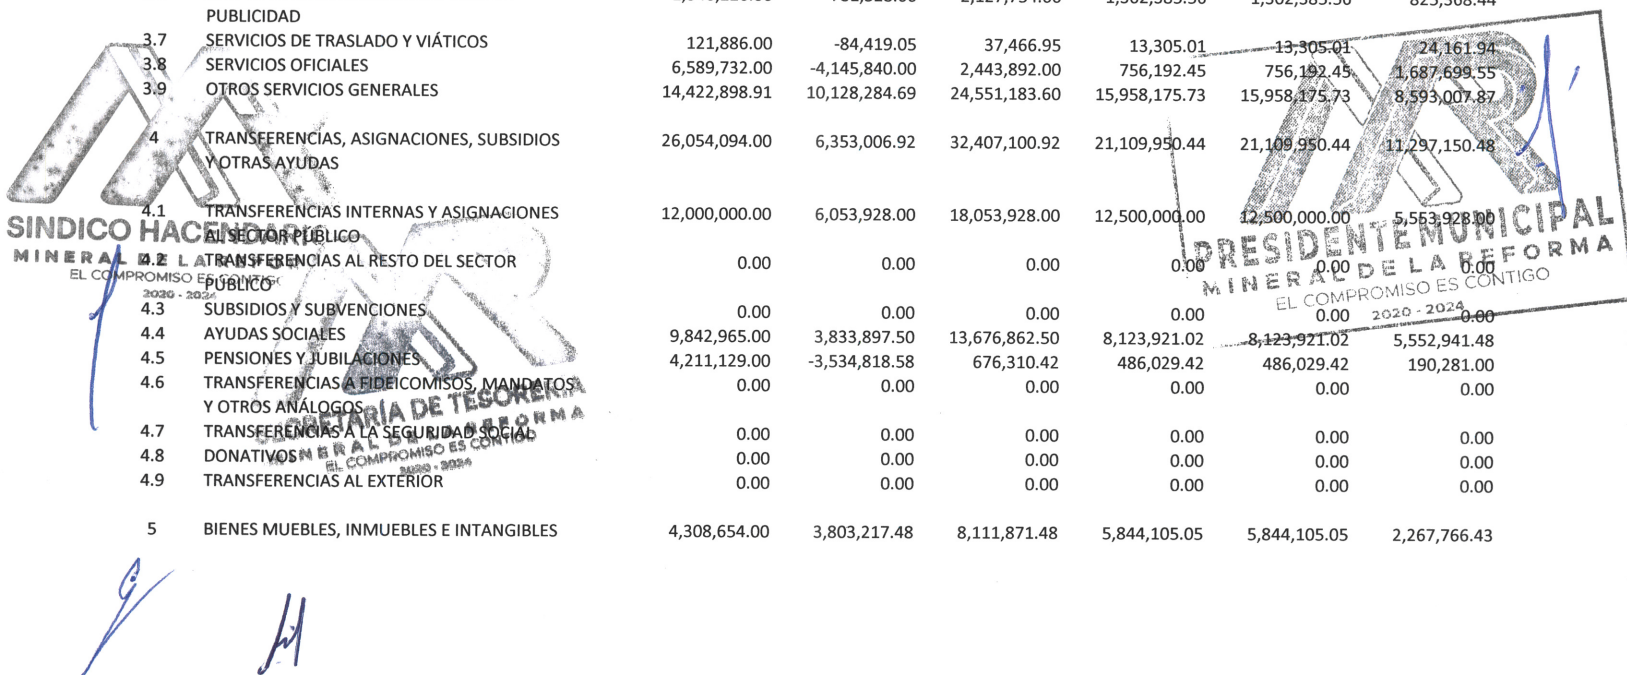 PUBLICIDAD
3.7 SERVICIOS DE TRASLADO Y VIÁTICOS 121,886.00 -84,419.05 37,466.95 13,305.01 13,305.01 24,161.94
3.8 SERVICIOS OFICIALES 6,589,732.00 -4,145,840.00 2,443,892.00 756,192.45 756,192.45 1,687,699.55
3.9 OTROS SERVICIOS GENERALES 14,422,898.91 10,128,284.69 24,551,183.60 15,958,175.73 15,958,175.73 8,593,007.87
4 TRANSFERENCIAS, ASIGNACIONES, SUBSIDIOS 26,054,094.00 6,353,006.92 32,407,100.92 21,109,950.44 21,109,950.44 11,297,150.48
Y OTRAS AYUDAS
4.1 TRANSFERENCIAS INTERNAS Y ASIGNACIONES 12,000,000.00 6,053,928.00 18,053,928.00 12,500,000.00 12,500,000.00 5,553,928.00
AL SECTOR PÚBLICO
4.2 TRANSFERENCIAS AL RESTO DEL SECTOR 0.00 0.00 0.00 0.00 0.00 0.00
PÚBLICO
4.3 SUBSIDIOS Y SUBVENCIONES 0.00 0.00 0.00 0.00 0.00 0.00
4.4 AYUDAS SOCIALES 9,842,965.00 3,833,897.50 13,676,862.50 8,123,921.02 8,123,921.02 5,552,941.48
4.5 PENSIONES Y JUBILACIONES 4,211,129.00 -3,534,818.58 676,310.42 486,029.42 486,029.42 190,281.00
4.6 TRANSFERENCIAS A FIDEICOMISOS, MANDATOS 0.00 0.00 0.00 0.00 0.00 0.00
Y OTROS ANÁLOGOS
4.7 TRANSFERENCIAS A LA SEGURIDAD SOCIAL 0.00 0.00 0.00 0.00 0.00 0.00
4.8 DONATIVOS 0.00 0.00 0.00 0.00 0.00 0.00
4.9 TRANSFERENCIAS AL EXTERIOR 0.00 0.00 0.00 0.00 0.00 0.00
5 BIENES MUEBLES, INMUEBLES E INTANGIBLES 4,308,654.00 3,803,217.48 8,111,871.48 5,844,105.05 5,844,105.05 2,267,766.43
SINDICO HACENDARIO
MINERAL DE LA REFORMA
EL COMPROMISO ES CONTIGO
2020 - 2024
SECRETARÍA DE TESORERIA
MINERAL DE LA REFORMA
EL COMPROMISO ES CONTIGO
2020 - 2024
PRESIDENTE MUNICIPAL
MINERAL DE LA REFORMA
EL COMPROMISO ES CONTIGO
2020 - 2024